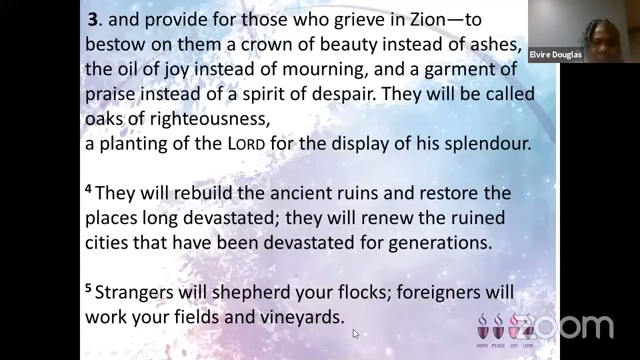 3. and provide for those who grieve in Zion—to
bestow on them a crown of beauty instead of ashes,
the oil of joy instead of mourning, and a garment of
praise instead of a spirit of despair. They will be called
oaks of righteousness,
a planting of the LORD for the display of his splendour.
4 They will rebuild the ancient ruins and restore the
places long devastated; they will renew the ruined
cities that have been devastated for generations.
5 Strangers will shepherd your flocks; foreigners will
work your fields and vineyards.
Elvire Douglas
HOPE PEACE JOY LOVE
zoom